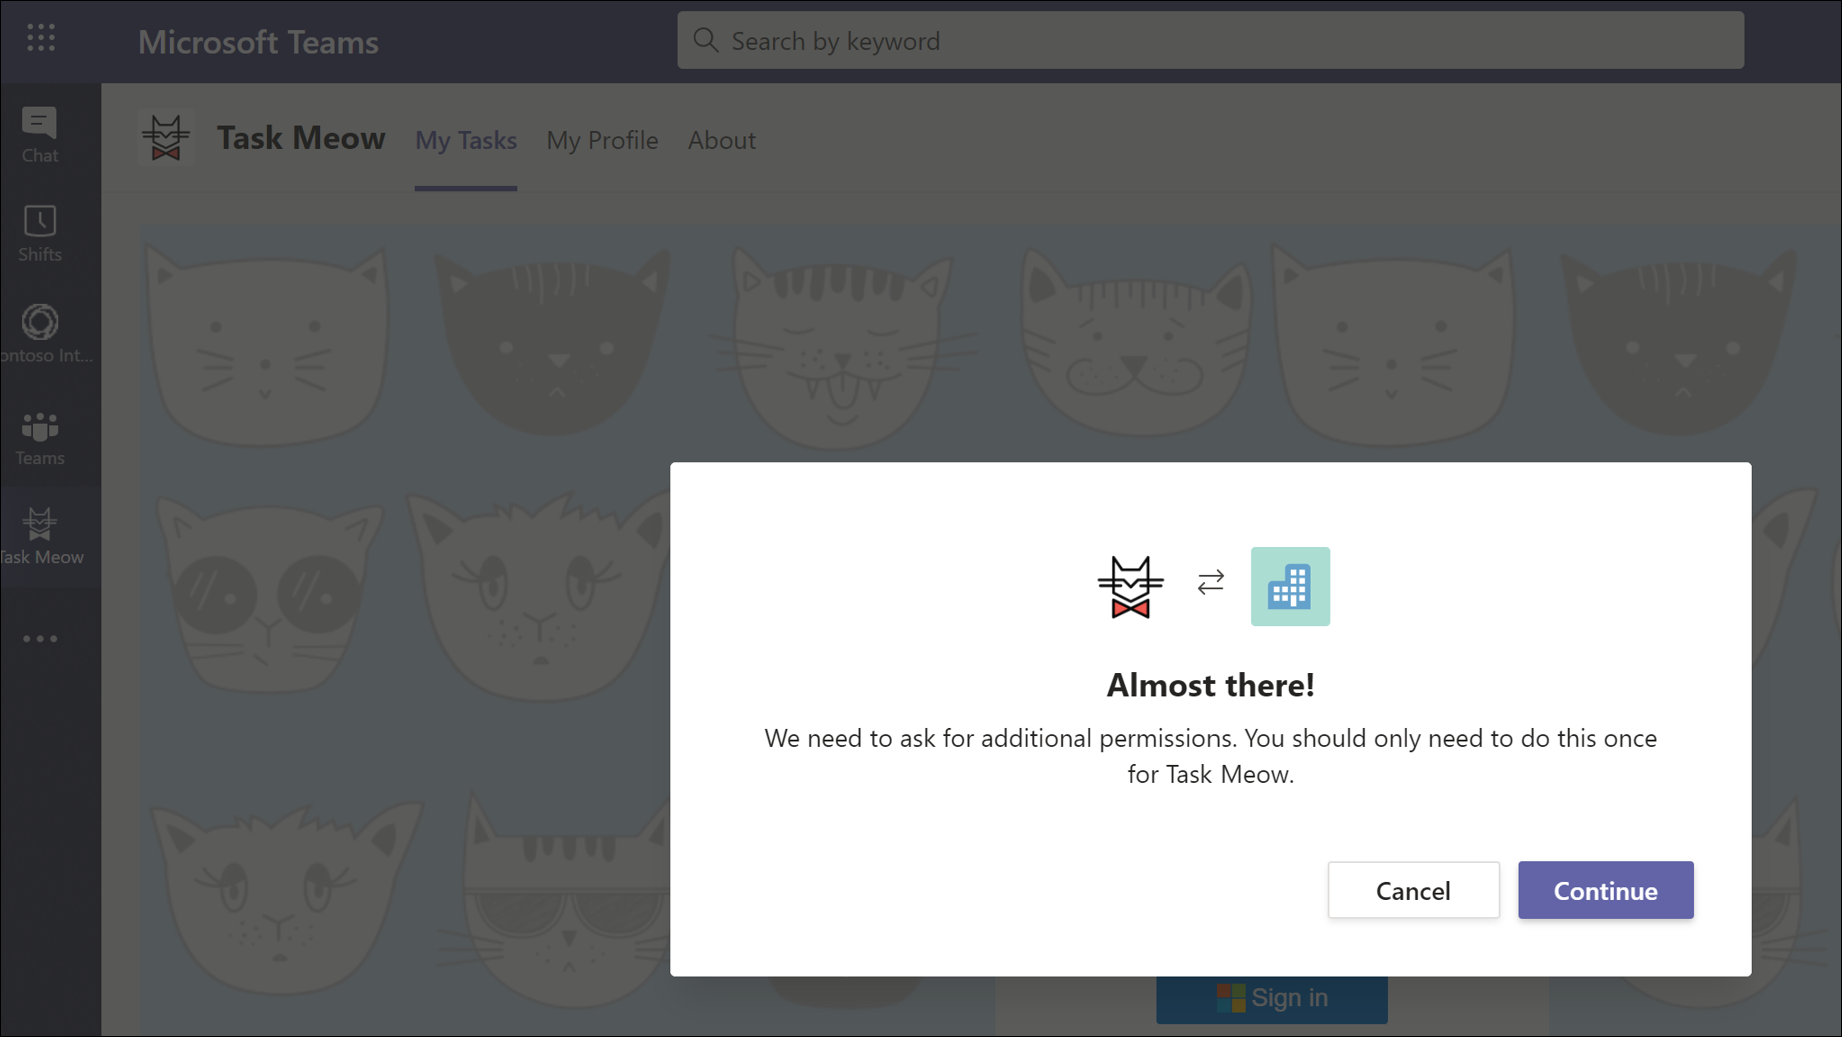 Microsoft Teams
Search by keyword
Chat
Shifts
ontoso Int...
Teams
Task Meow
Task Meow
My Tasks
My Profile
About
Almost there!
We need to ask for additional permissions. You should only need to do this once
for Task Meow.
Cancel
Continue
Sign in